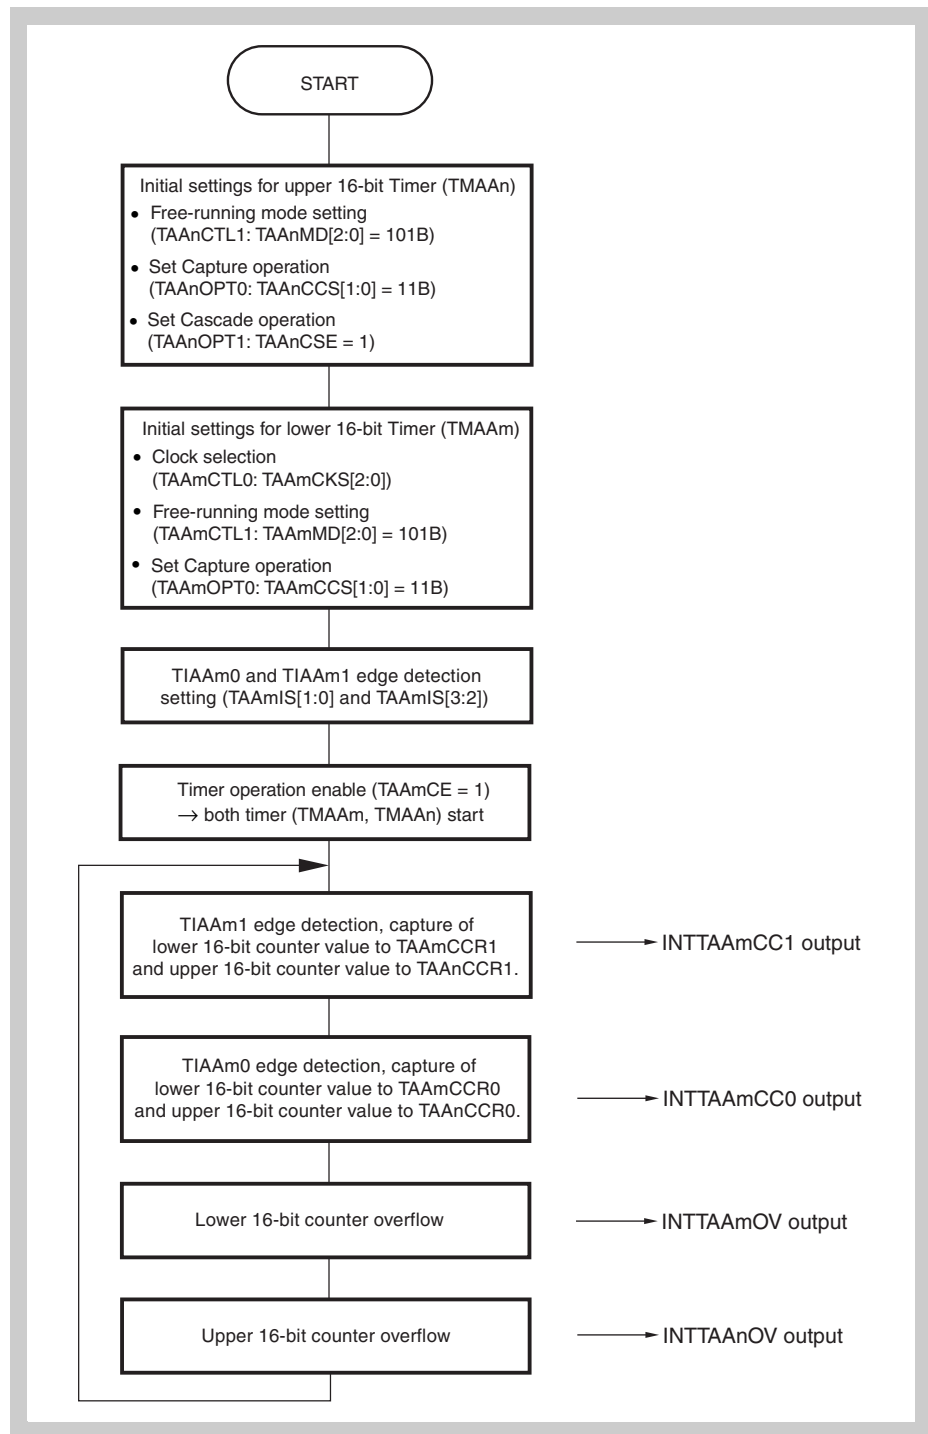 START
Initial settings for upper 16-bit Timer (TMAAn)
• Free-running mode setting
(TAAnCTL1: TAAnMD[2:0] = 101B)
• Set Capture operation
(TAAnOPT0: TAAnCCS[1:0] = 11B)
• Set Cascade operation
(TAAnOPT1: TAAnCSE = 1)
Initial settings for lower 16-bit Timer (TMAAm)
• Clock selection
(TAAmCTL0: TAAmCKS[2:0])
• Free-running mode setting
(TAAmCTL1: TAAmMD[2:0] = 101B)
• Set Capture operation
(TAAmOPT0: TAAmCCS[1:0] = 11B)
TIAAm0 and TIAAm1 edge detection
setting (TAAmIS[1:0] and TAAmIS[3:2])
Timer operation enable (TAAmCE = 1)
→ both timer (TMAAm, TMAAn) start
TIAAm1 edge detection, capture of
lower 16-bit counter value to TAAmCCR1
and upper 16-bit counter value to TAAnCCR1.
INTTAAmCC1 output
TIAAm0 edge detection, capture of
lower 16-bit counter value to TAAmCCR0
and upper 16-bit counter value to TAAnCCR0.
INTTAAmCC0 output
Lower 16-bit counter overflow
INTTAAmOV output
Upper 16-bit counter overflow
INTTAAnOV output